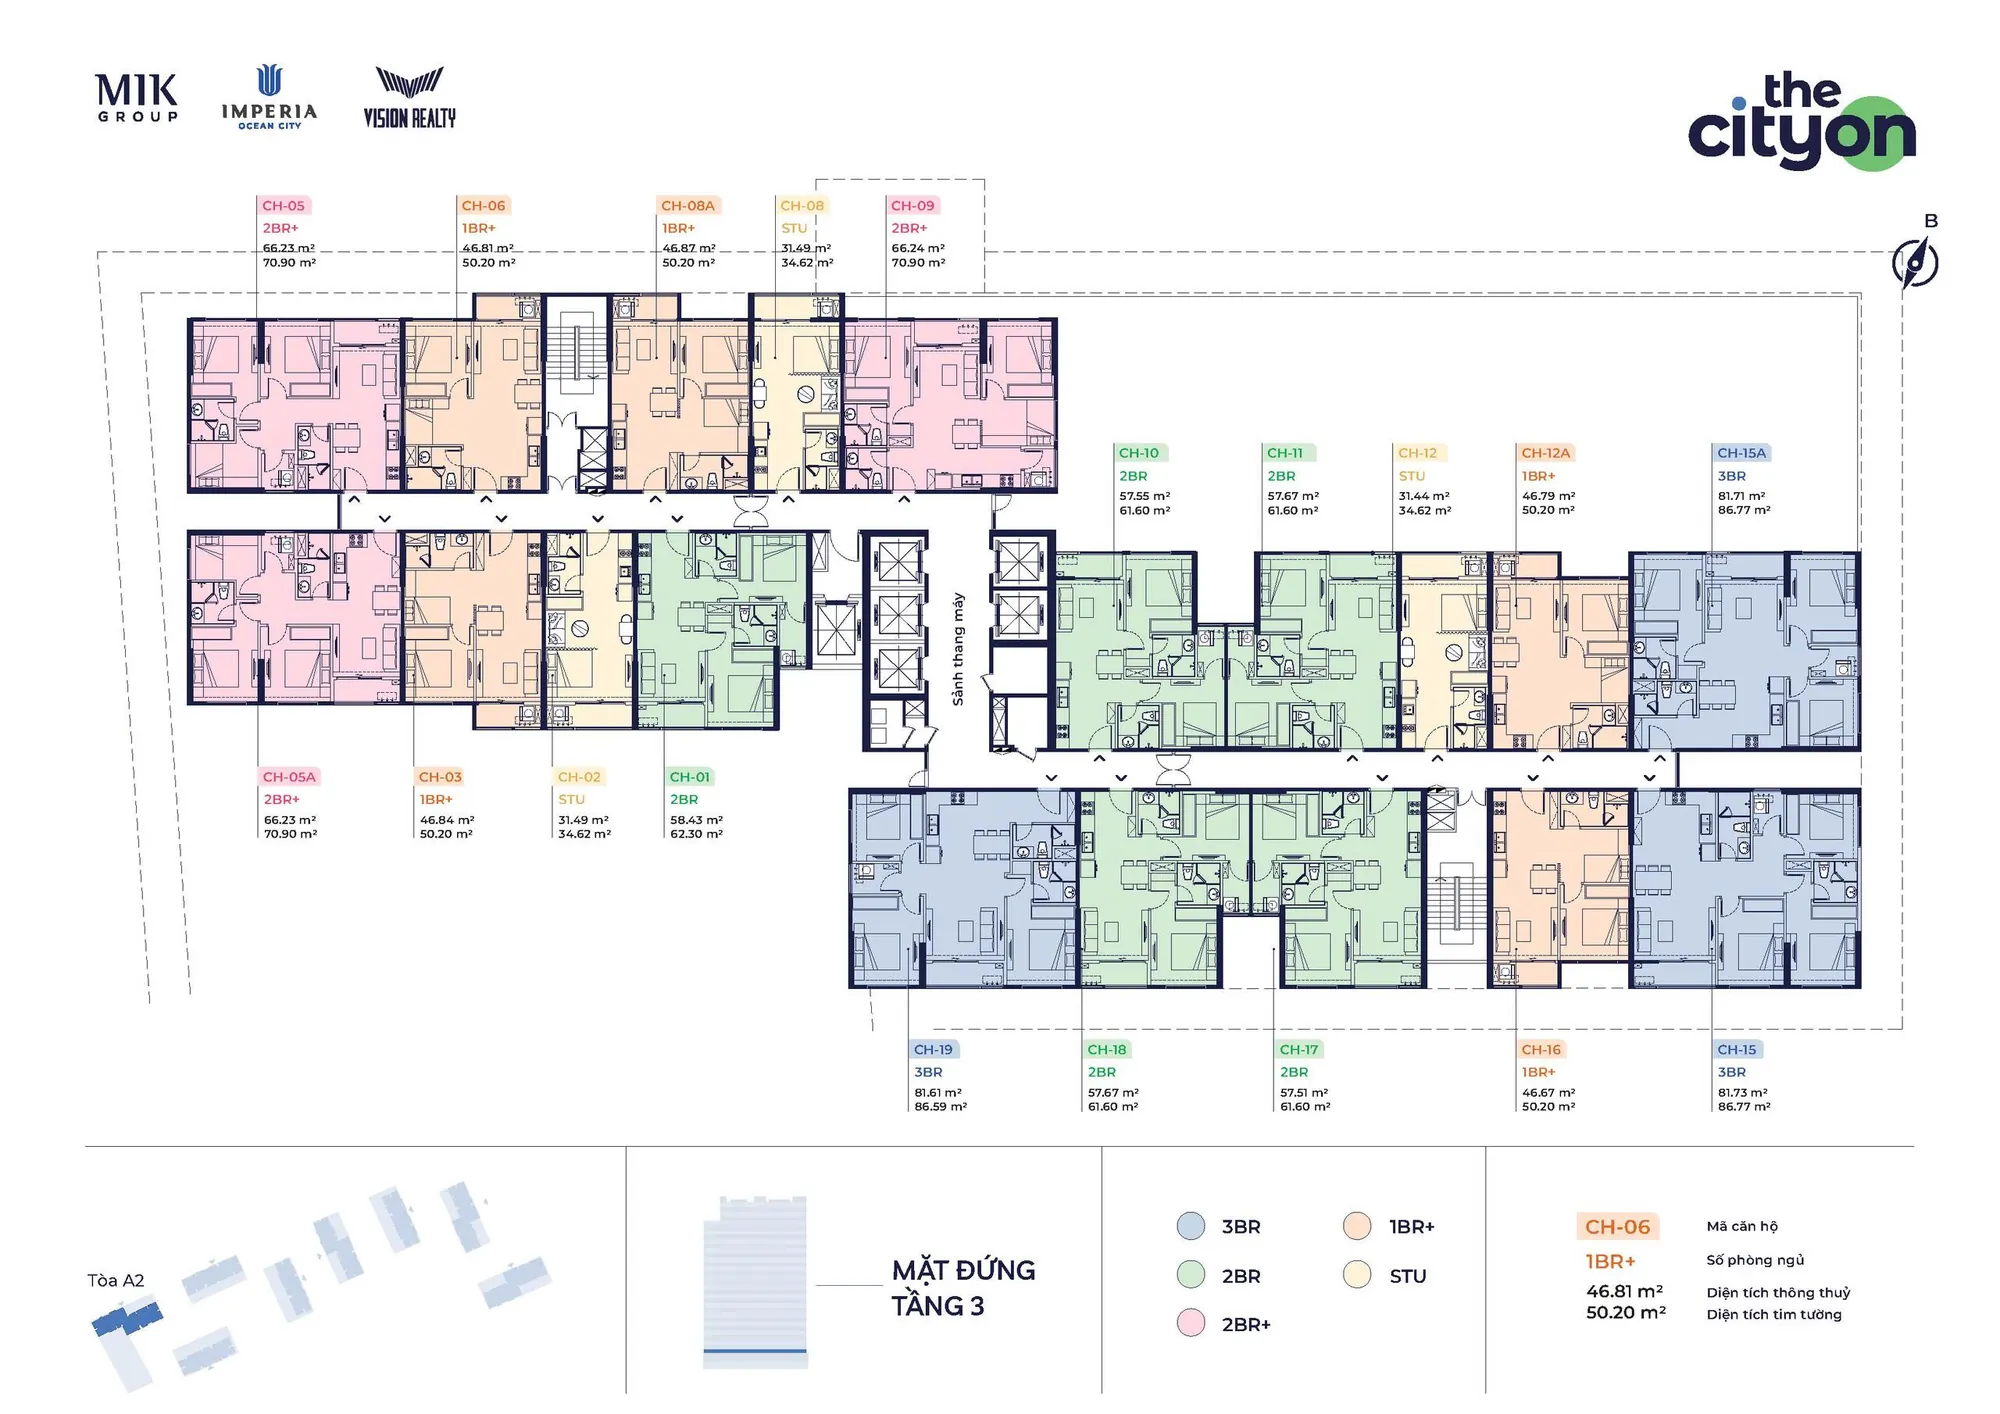 MIK
GROUP
IMPERIA
OCEAN CITY
VISION REALTY
the
cityon
B
CH-05
2BR+
66.23 m²
70.90 m²
CH-06
1BR+
46.81 m²
50.20 m²
CH-08A
1BR+
46.87 m²
50.20 m²
CH-08
STU
31.49 m²
34.62 m²
CH-09
2BR+
66.24 m²
70.90 m²
CH-10
2BR
57.55 m²
61.60 m²
CH-11
2BR
57.67 m²
61.60 m²
CH-12
STU
31.44 m²
34.62 m²
CH-12A
1BR+
46.79 m²
50.20 m²
CH-15A
3BR
81.71 m²
86.77 m²
Sảnh thang máy
CH-05A
2BR+
66.23 m²
70.90 m²
CH-03
1BR+
46.84 m²
50.20 m²
CH-02
STU
31.49 m²
34.62 m²
CH-01
2BR
58.43 m²
62.30 m²
CH-19
3BR
81.61 m²
86.59 m²
CH-18
2BR
57.67 m²
61.60 m²
CH-17
2BR
57.51 m²
61.60 m²
CH-16
1BR+
46.67 m²
50.20 m²
CH-15
3BR
81.73 m²
86.77 m²
Tòa A2
MẶT ĐỨNG
TẦNG 3
3BR
2BR
2BR+
1BR+
STU
CH-06 Mã căn hộ
1BR+ Số phòng ngủ
46.81 m² Diện tích thông thuỷ
50.20 m² Diện tích tim tường